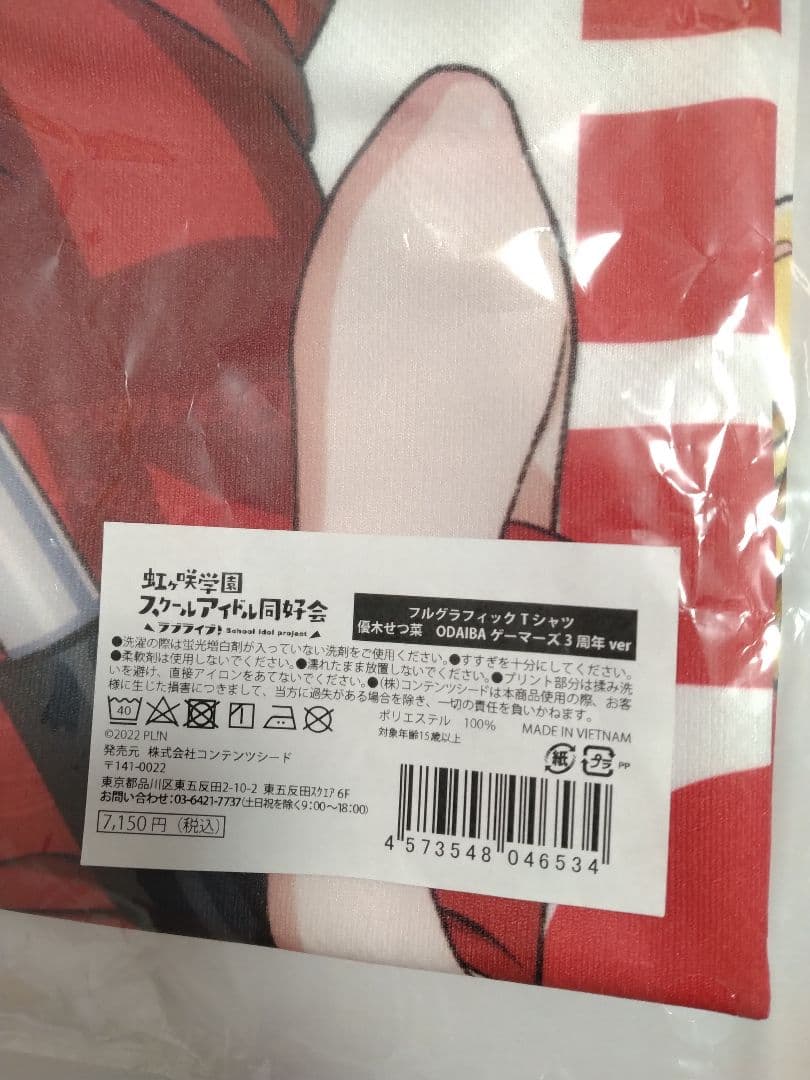 虹ヶ咲学園
スクールアイドル同好会
ラブライブ! School idol project
フルグラフィックTシャツ
優木せつ菜　ODAIBA ゲーマーズ3周年 ver
●洗濯の際は蛍光増白剤が入っていない洗剤をご使用ください。●すすぎを十分にしてください。
●柔軟剤は使用しないでください。●濡れたまま放置しないでください。●プリント部分は揉み洗
いを避け、直接アイロンをあてないでください。●(株)コンテンツシードは本商品使用の際、お客
様に生じた損害につきまして、当方に過失がある場合を除き、一切の責任を負いかねます。
40
ポリエステル 100%　MADE IN VIETNAM
対象年齢15歳以上
©2022 PL!N
発売元　株式会社コンテンツシード
〒141-0022
東京都品川区東五反田2-10-2 東五反田ｽｸｴｱ 6F
お問い合わせ:03-6421-7737(土日祝を除く9:00〜18:00)
7,150円（税込）
紙 プラ PP
4 573548 046534